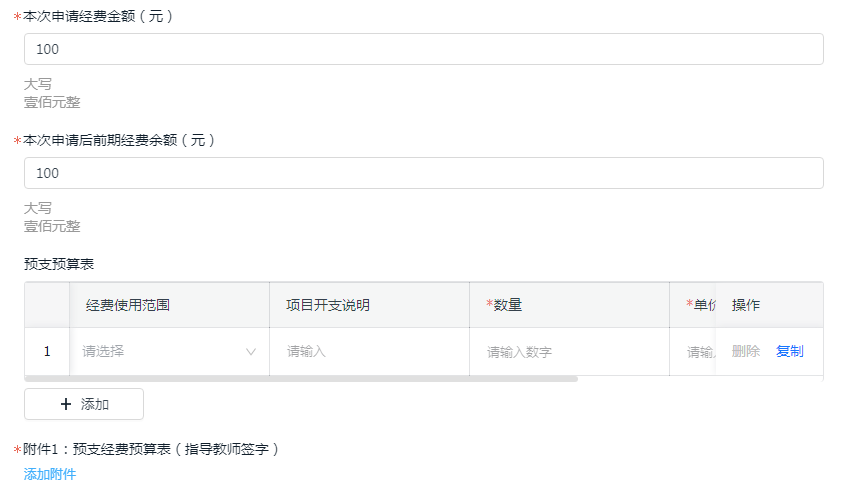 *本次申请经费金额（元）
100
大写
壹佰元整
*本次申请后前期经费余额（元）
100
大写
壹佰元整
预支预算表
经费使用范围 项目开支说明 *数量 *单价 操作
1 请选择 请输入 请输入数字 请输入 删除 复制
+ 添加
*附件1：预支经费预算表（指导教师签字）
添加附件